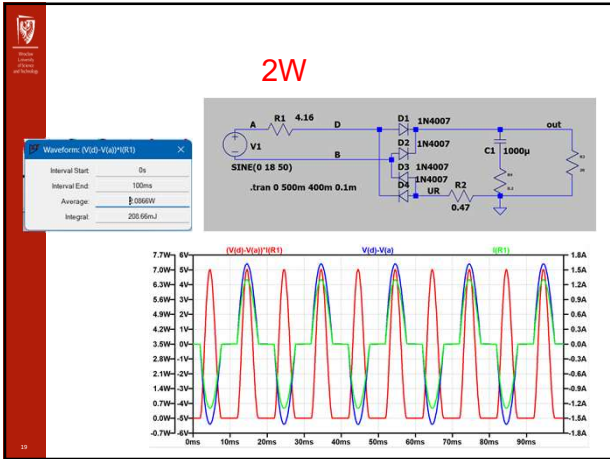 Wrocław
University
of Science
and Technology
2W
Waveform: (V(d)-V(a))*I(R1)
Interval Start: 0s
Interval End: 100ms
Average: 2.0866W
Integral: 208.66mJ
A R1 4.16 D D1 1N4007 out
V1 D2 1N4007
B C1 1000µ
SINE(0 18 50) D3 1N4007
D4 UR R2
.tran 0 500m 400m 0.1m 0.47
(V(d)-V(a))*I(R1) V(d)-V(a) I(R1)
7.7W 6V 1.8A
7.0W 5V 1.5A
6.3W 4V 1.2A
5.6W 3V 0.9A
4.9W 2V 0.6A
4.2W 1V 0.3A
3.5W 0V 0.0A
2.8W -1V -0.3A
2.1W -2V -0.6A
1.4W -3V -0.9A
0.7W -4V -1.2A
0.0W -5V -1.5A
-0.7W -6V -1.8A
0ms 10ms 20ms 30ms 40ms 50ms 60ms 70ms 80ms 90ms
19